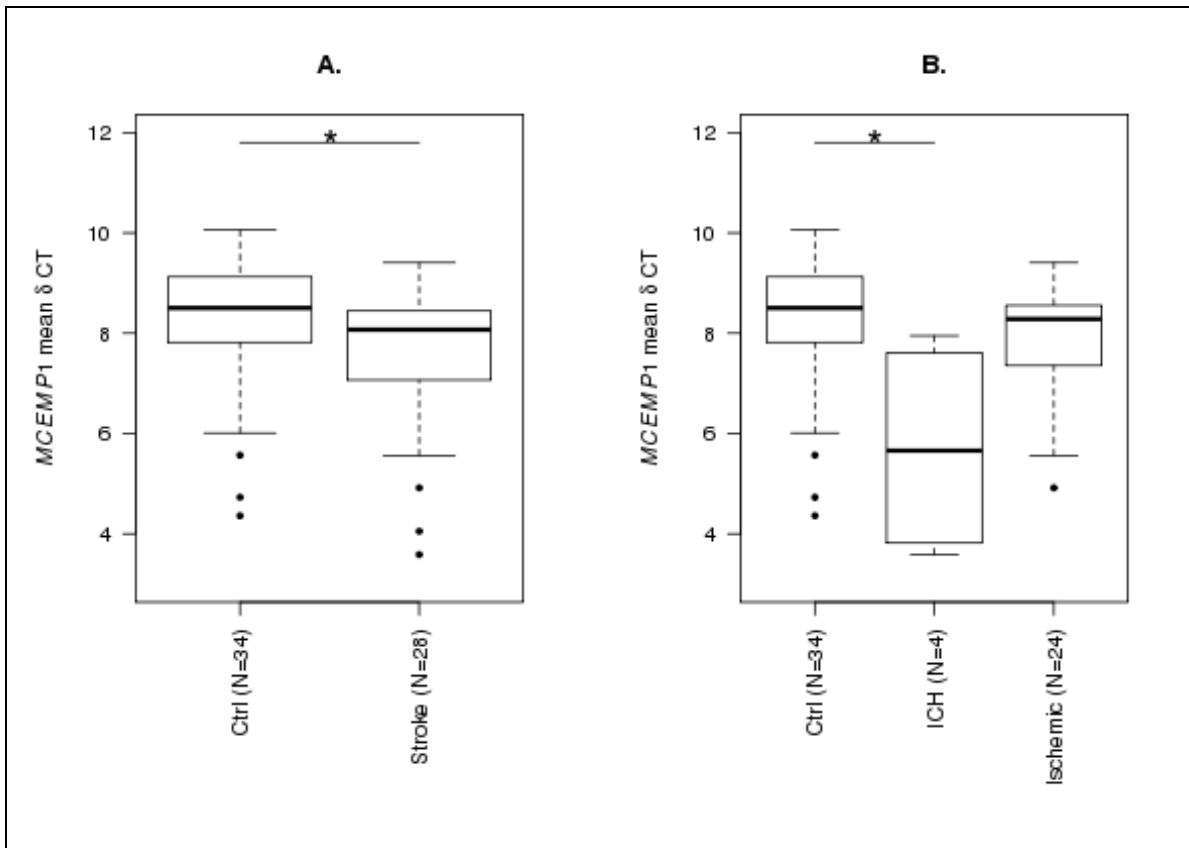 A.
12
*
10
8
6
4
MCEMP1 mean δ CT
Ctrl (N=34)
Stroke (N=28)
B.
12
*
10
8
6
4
MCEMP1 mean δ CT
Ctrl (N=34)
ICH (N=4)
Ischemic (N=24)